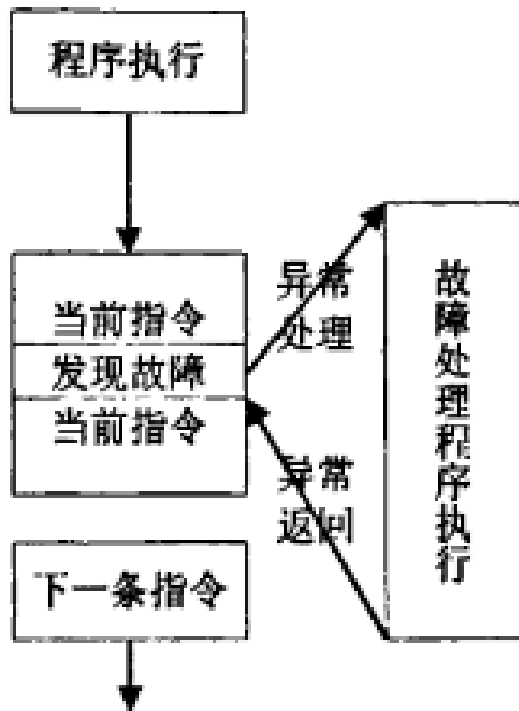 程序执行
当前指令
发现故障
当前指令
下一条指令
异常
处理
异常
返回
故障处理程序执行